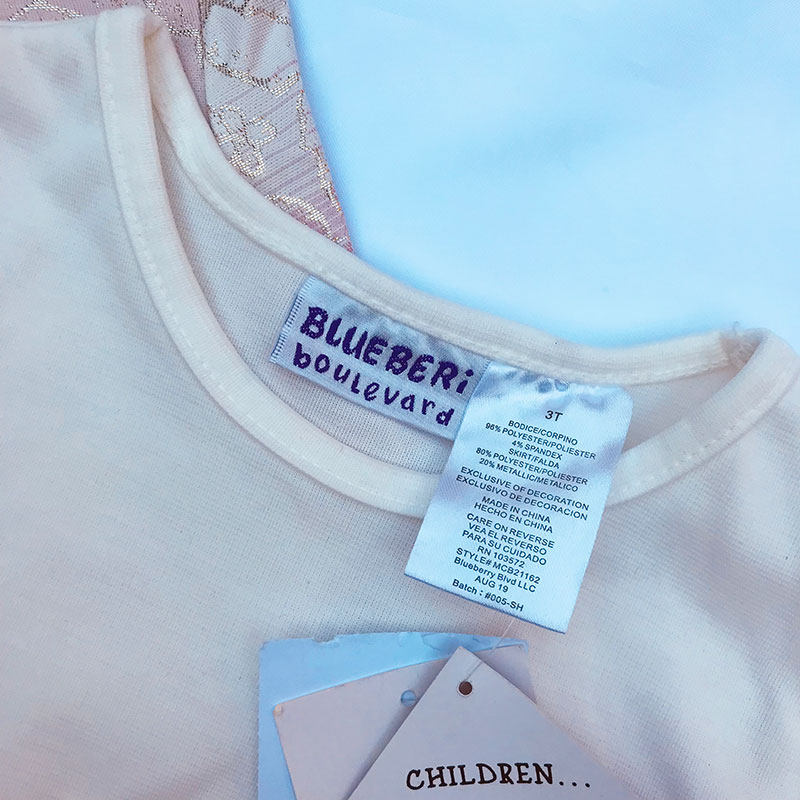 BLUEBERi
boulevard
3T
BODICE/CORPINO
96% POLYESTER/POLIESTER
4% SPANDEX
SKIRT/FALDA
80% POLYESTER/POLIESTER
20% METALLIC/METALICO
EXCLUSIVE OF DECORATION
EXCLUSIVO DE DECORACION
MADE IN CHINA
HECHO EN CHINA
CARE ON REVERSE
VEA EL REVERSO
PARA SU CUIDADO
RN 103572
STYLE# MCB21162
Blueberry Blvd LLC
AUG 19
Batch : #005-SH
CHILDREN...